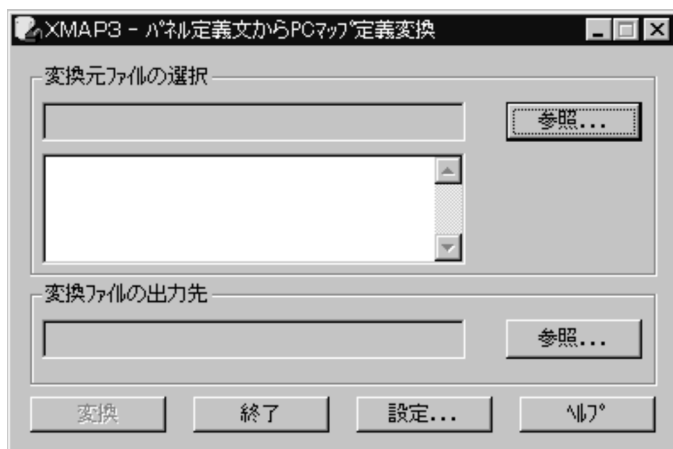 XMAP3 - ﾊﾟﾈﾙ定義文からPCﾏｯﾌﾟ定義変換
変換元ﾌｧｲﾙの選択
参照...
変換ﾌｧｲﾙの出力先
参照...
変換 終了 設定... ﾍﾙﾌﾟ